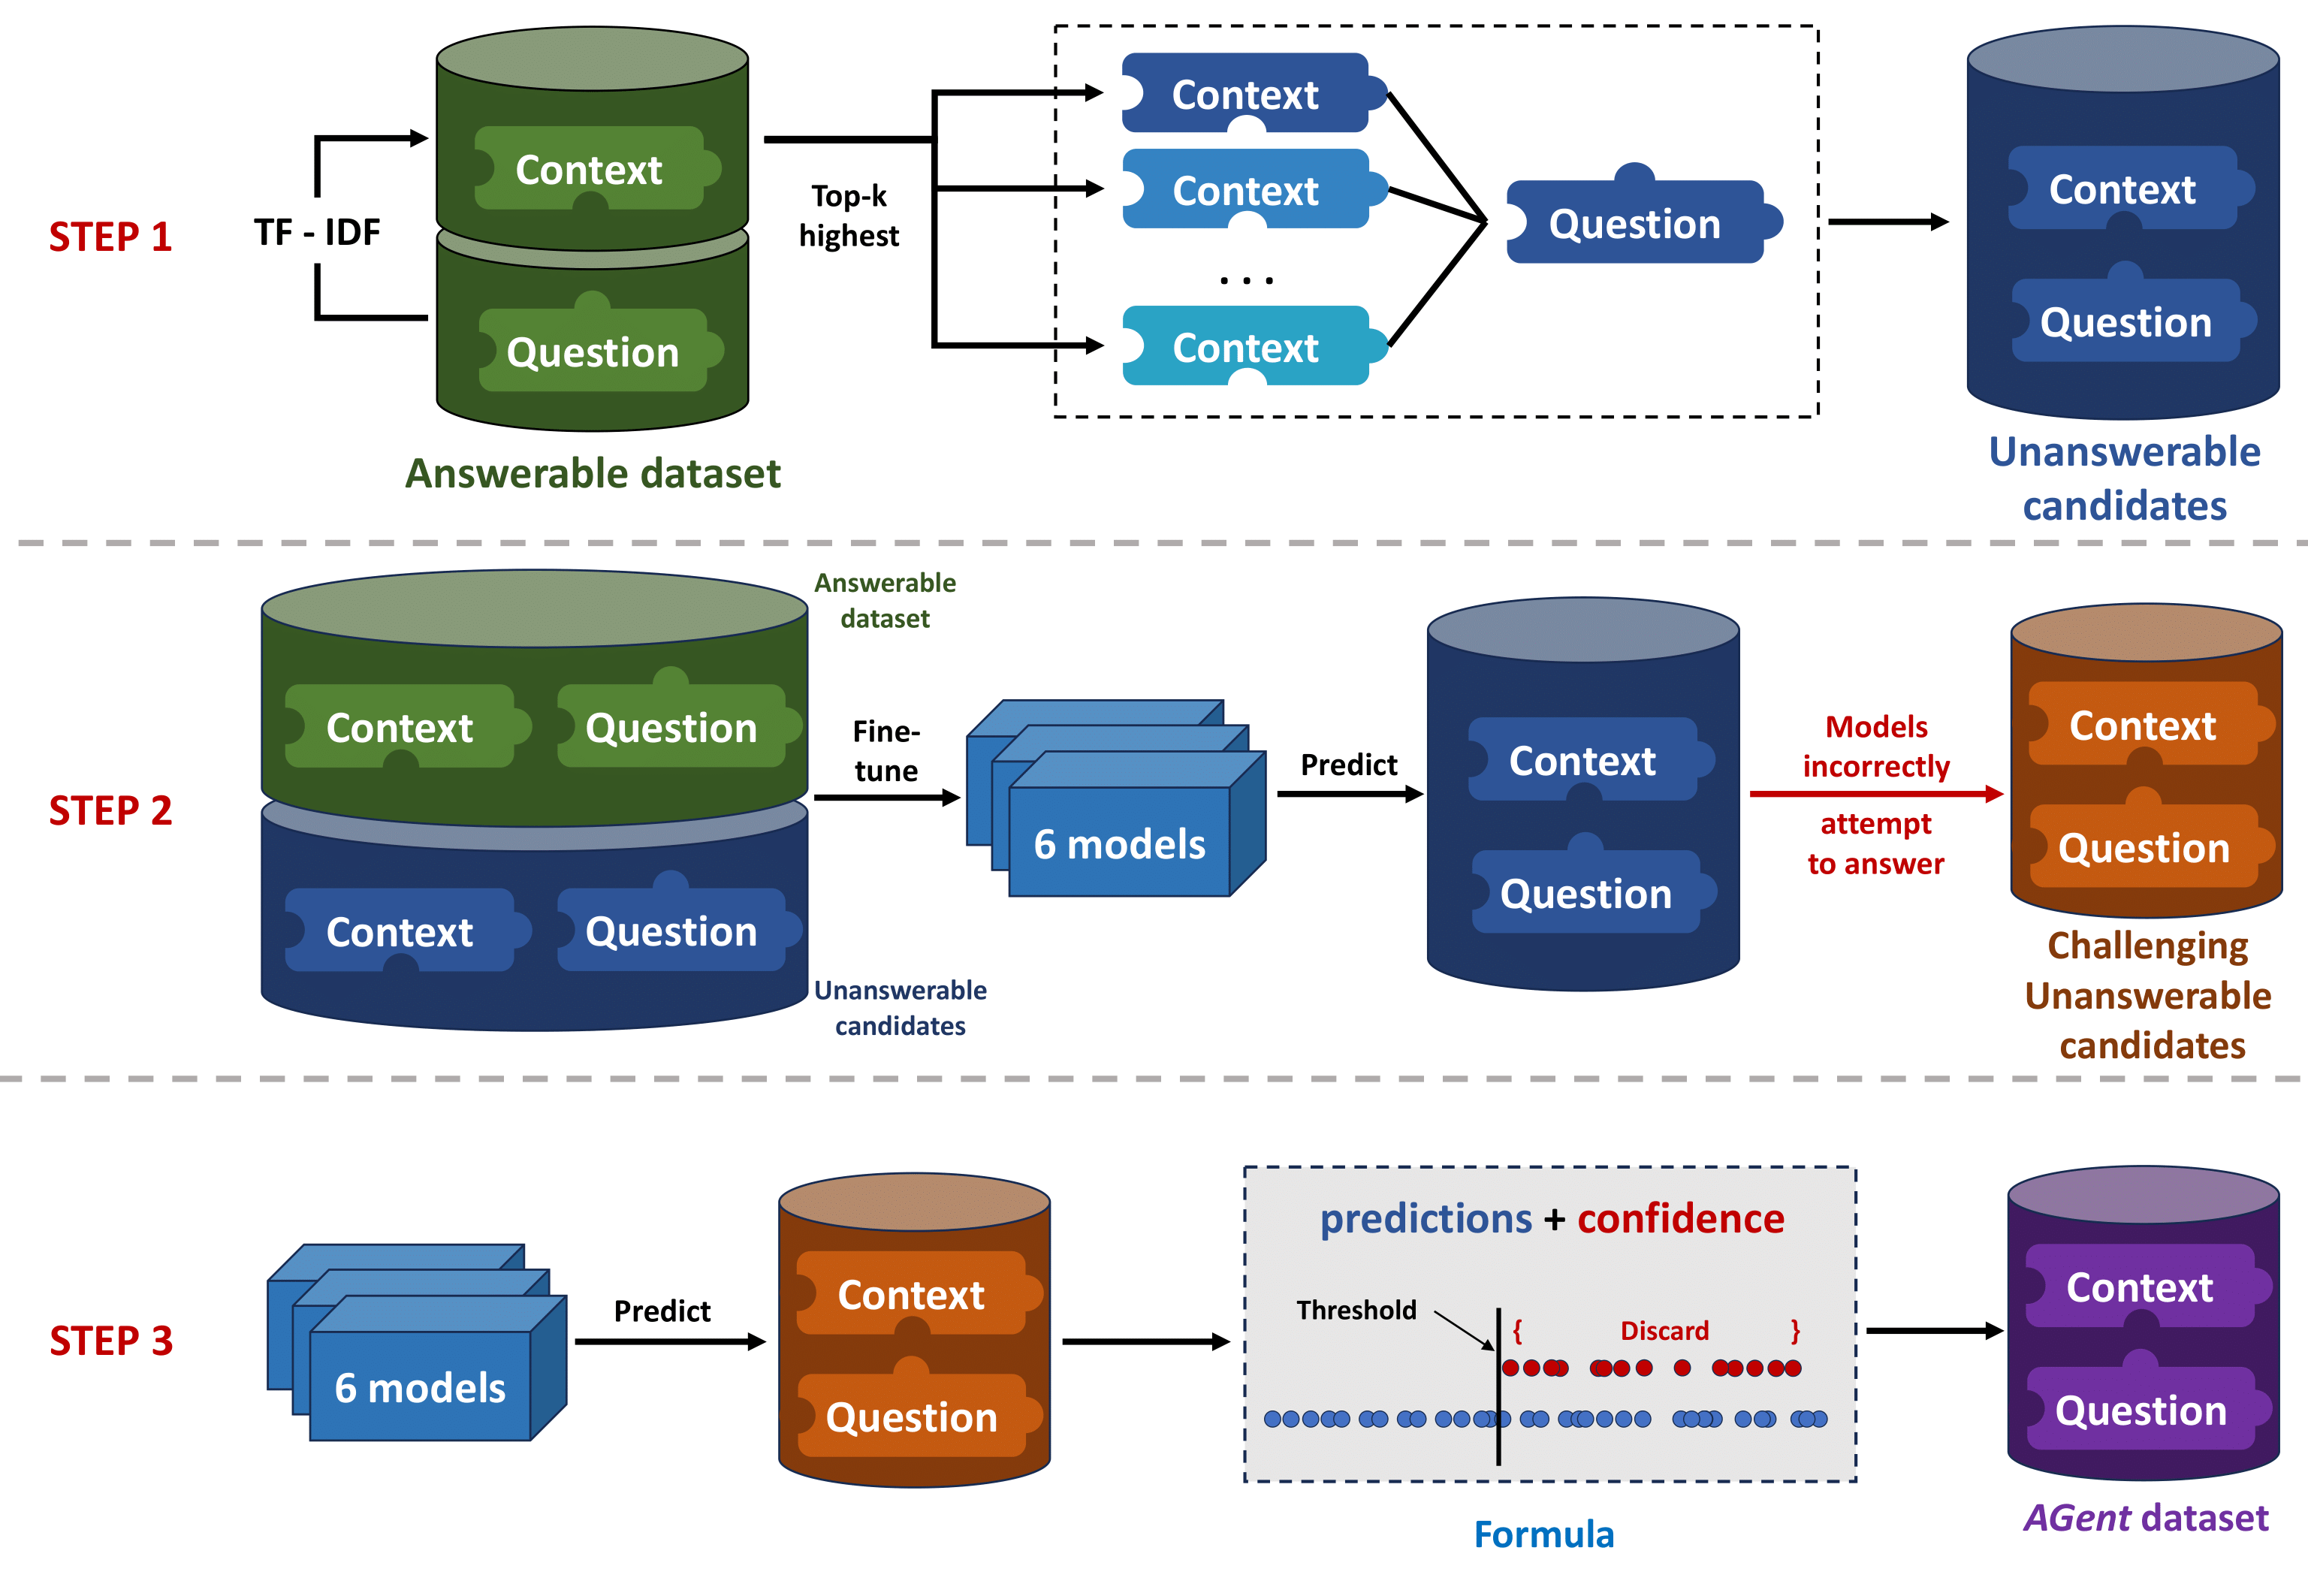 STEP 1
TF - IDF
Context
Question
Answerable dataset
Top-k
highest
Context
Context
. . .
Context
Question
Context
Question
Unanswerable
candidates
STEP 2
Answerable
dataset
Context
Question
Context
Question
Unanswerable
candidates
Fine-
tune
6 models
Predict
Context
Question
Models
incorrectly
attempt
to answer
Context
Question
Challenging
Unanswerable
candidates
STEP 3
6 models
Predict
Context
Question
predictions + confidence
Threshold
{ Discard }
Formula
Context
Question
AGent dataset